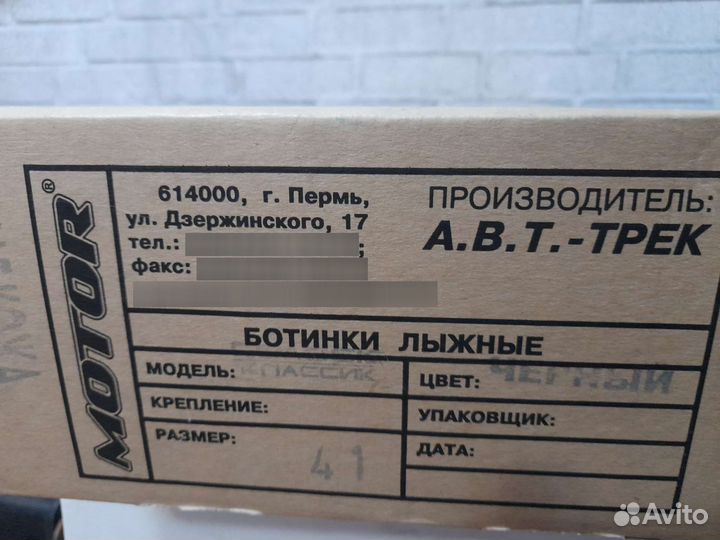 MOTOR®
614000, г. Пермь,
ул. Дзержинского, 17
тел.: ;
факс:
ПРОИЗВОДИТЕЛЬ:
А.В.Т.-ТРЕК
БОТИНКИ ЛЫЖНЫЕ
МОДЕЛЬ: КЛАССИК
ЦВЕТ: ЧЕРНЫЙ
КРЕПЛЕНИЕ:
УПАКОВЩИК:
РАЗМЕР: 41
ДАТА:
Avito